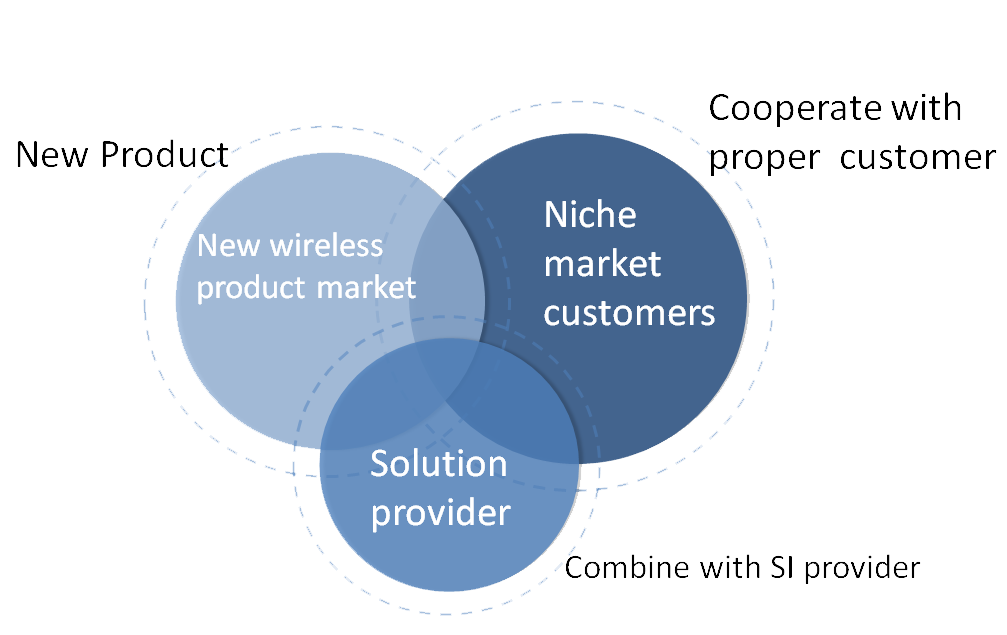 New Product
Cooperate with
proper customer
New wireless
product market
Niche
market
customers
Solution
provider
Combine with SI provider